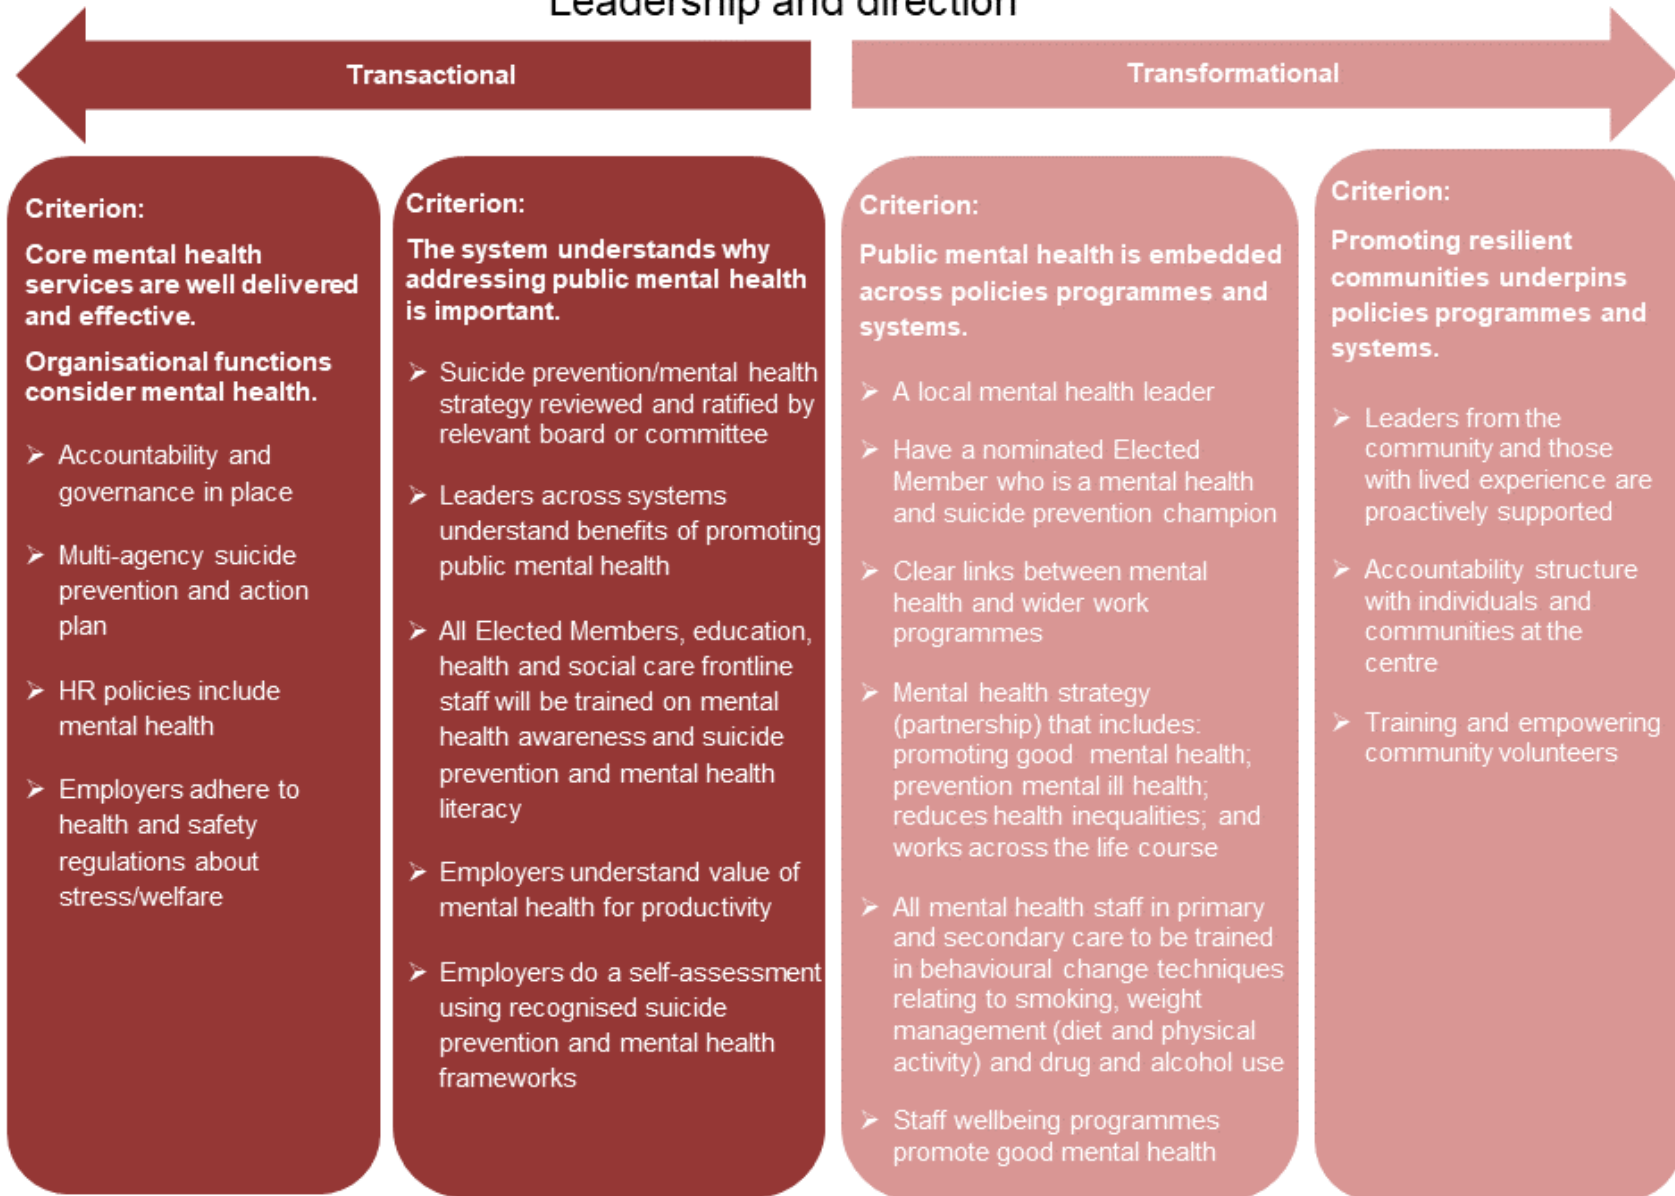 Leadership and direction
Transactional
Transformational
Criterion:
Core mental health
services are well delivered
and effective.
Organisational functions
consider mental health.
➢ Accountability and
governance in place
➢ Multi-agency suicide
prevention and action
plan
➢ HR policies include
mental health
➢ Employers adhere to
health and safety
regulations about
stress/welfare
Criterion:
The system understands why
addressing public mental health
is important.
➢ Suicide prevention/mental health
strategy reviewed and ratified by
relevant board or committee
➢ Leaders across systems
understand benefits of promoting
public mental health
➢ All Elected Members, education,
health and social care frontline
staff will be trained on mental
health awareness and suicide
prevention and mental health
literacy
➢ Employers understand value of
mental health for productivity
➢ Employers do a self-assessment
using recognised suicide
prevention and mental health
frameworks
Criterion:
Public mental health is embedded
across policies programmes and
systems.
➢ A local mental health leader
➢ Have a nominated Elected
Member who is a mental health
and suicide prevention champion
➢ Clear links between mental
health and wider work
programmes
➢ Mental health strategy
(partnership) that includes:
promoting good mental health;
prevention mental ill health;
reduces health inequalities; and
works across the life course
➢ All mental health staff in primary
and secondary care to be trained
in behavioural change techniques
relating to smoking, weight
management (diet and physical
activity) and drug and alcohol use
➢ Staff wellbeing programmes
promote good mental health
Criterion:
Promoting resilient
communities underpins
policies programmes and
systems.
➢ Leaders from the
community and those
with lived experience are
proactively supported
➢ Accountability structure
with individuals and
communities at the
centre
➢ Training and empowering
community volunteers